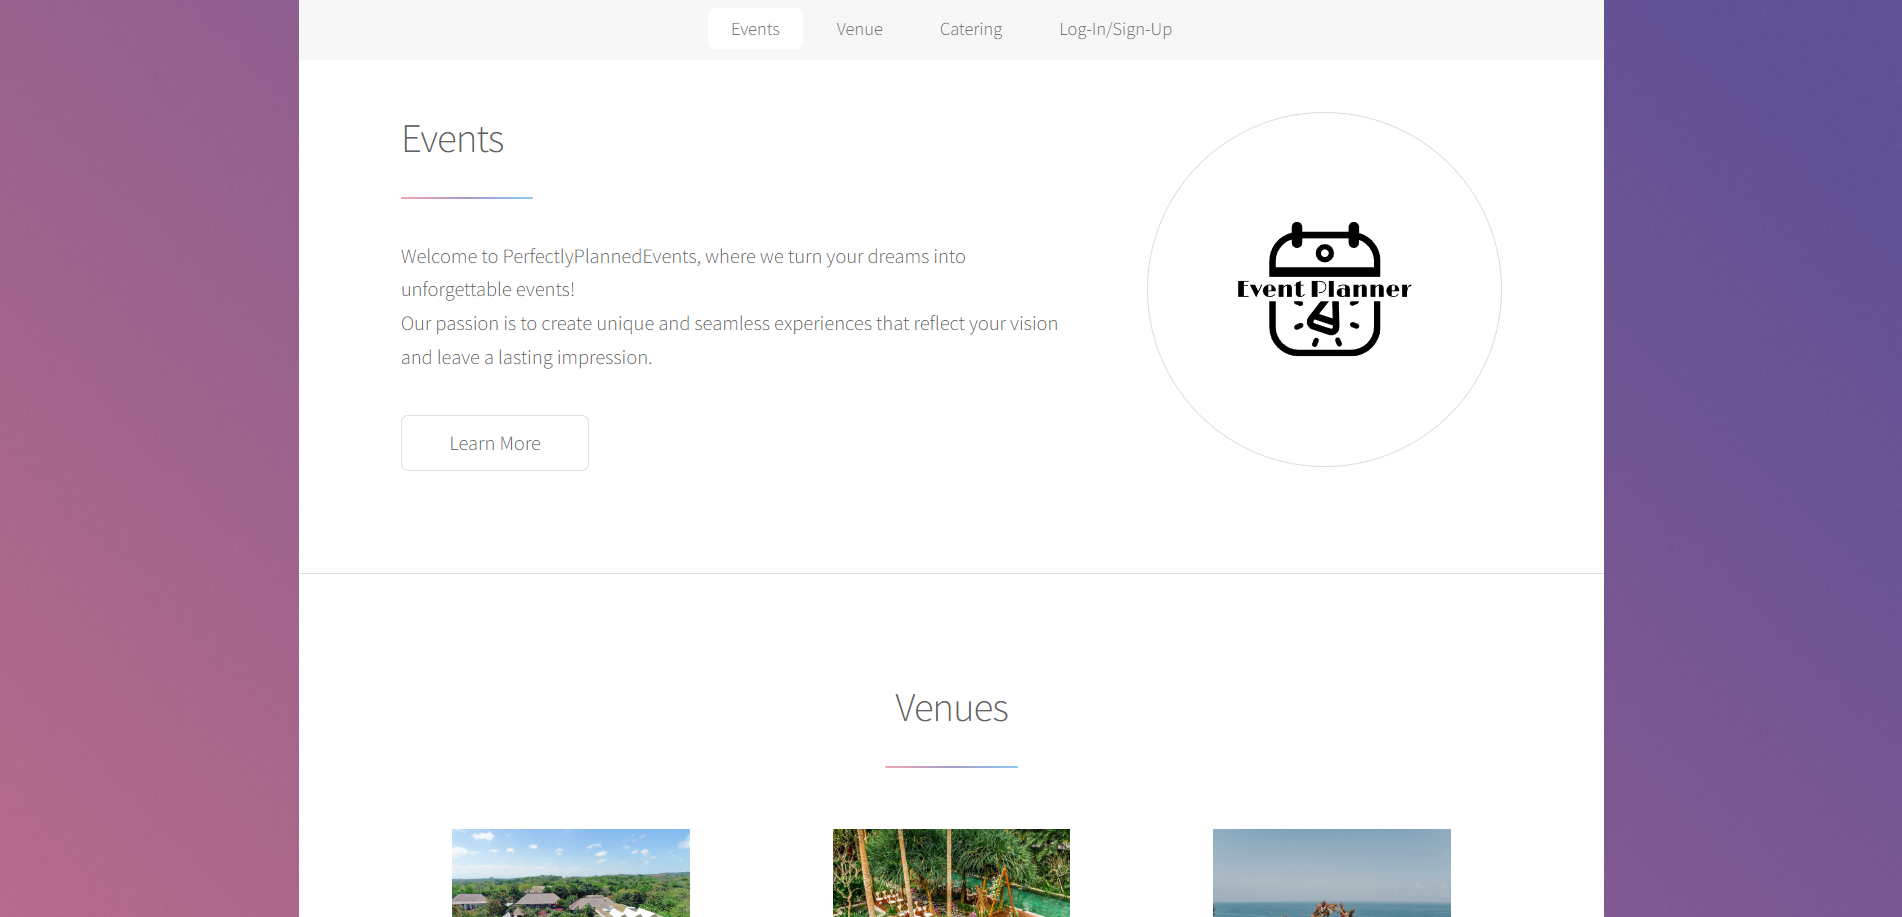 Events Venue Catering Log-In/Sign-Up
Events
Welcome to PerfectlyPlannedEvents, where we turn your dreams into
unforgettable events!
Our passion is to create unique and seamless experiences that reflect your vision
and leave a lasting impression.
Learn More
Event Planner
Venues